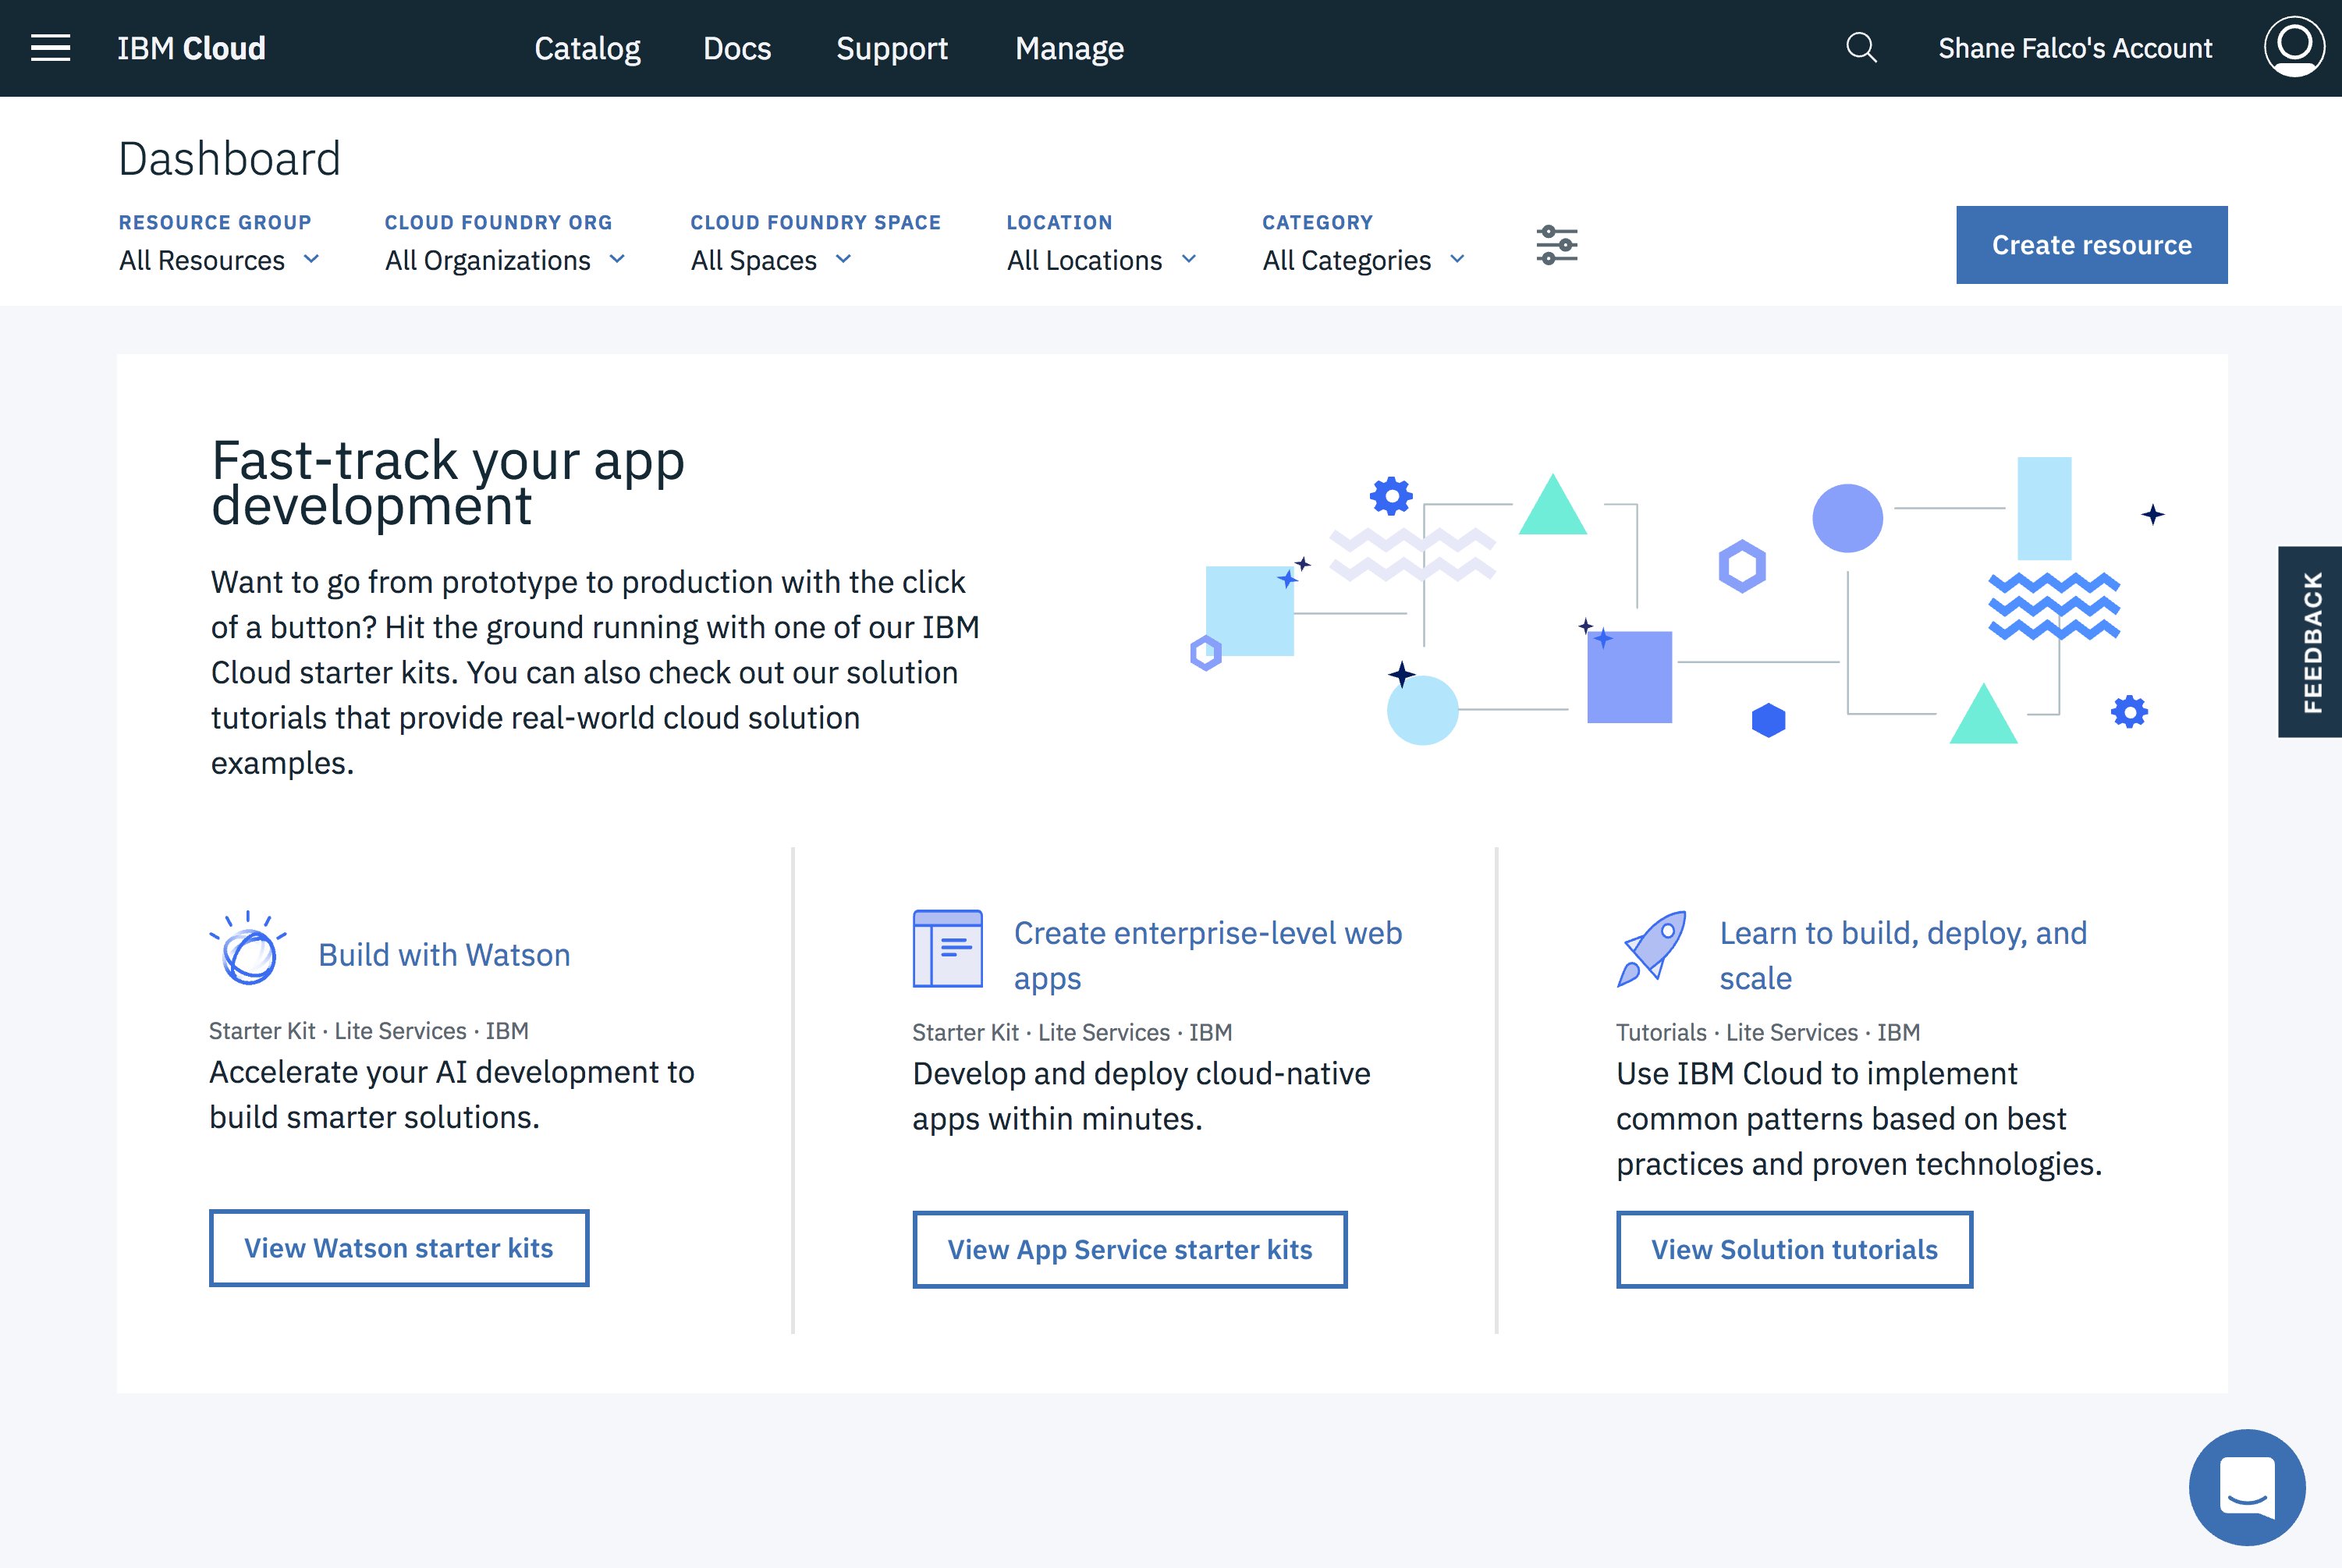 IBM Cloud
Catalog
Docs
Support
Manage
Shane Falco's Account
Dashboard
RESOURCE GROUP
All Resources
CLOUD FOUNDRY ORG
All Organizations
CLOUD FOUNDRY SPACE
All Spaces
LOCATION
All Locations
CATEGORY
All Categories
Create resource
Fast-track your app
development
Want to go from prototype to production with the click
of a button? Hit the ground running with one of our IBM
Cloud starter kits. You can also check out our solution
tutorials that provide real-world cloud solution
examples.
FEEDBACK
Build with Watson
Starter Kit · Lite Services · IBM
Accelerate your AI development to
build smarter solutions.
View Watson starter kits
Create enterprise-level web
apps
Starter Kit · Lite Services · IBM
Develop and deploy cloud-native
apps within minutes.
View App Service starter kits
Learn to build, deploy, and
scale
Tutorials · Lite Services · IBM
Use IBM Cloud to implement
common patterns based on best
practices and proven technologies.
View Solution tutorials